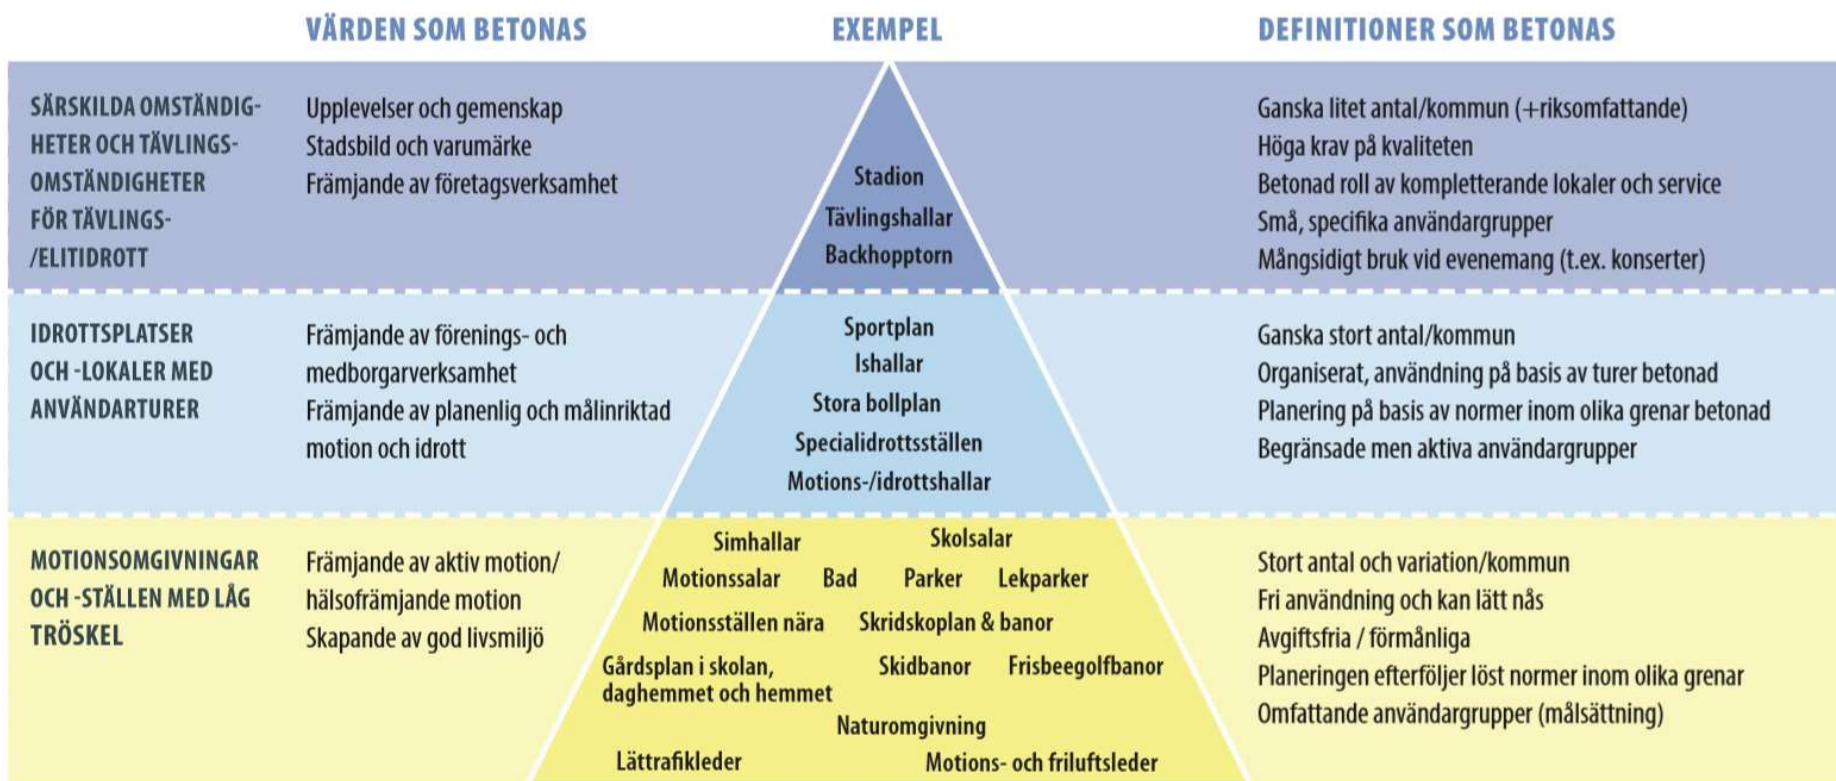 VÄRDEN SOM BETONAS
EXEMPEL
DEFINITIONER SOM BETONAS
SÄRSKILDA OMSTÄNDIG-
HETER OCH TÄVLINGS-
OMSTÄNDIGHETER
FÖR TÄVLINGS-
/ELITIDROTT
Upplevelser och gemenskap
Stadsbild och varumärke
Främjande av företagsverksamhet
Stadion
Tävlingshallar
Backhopptorn
Ganska litet antal/kommun (+riksomfattande)
Höga krav på kvaliteten
Betonad roll av kompletterande lokaler och service
Små, specifika användargrupper
Mångsidigt bruk vid evenemang (t.ex. konserter)
IDROTTSPLATSER
OCH -LOKALER MED
ANVÄNDARTURER
Främjande av förenings- och
medborgarverksamhet
Främjande av planenlig och målinriktad
motion och idrott
Sportplan
Ishallar
Stora bollplan
Specialidrottsställen
Motions-/idrottshallar
Ganska stort antal/kommun
Organiserat, användning på basis av turer betonad
Planering på basis av normer inom olika grenar betonad
Begränsade men aktiva användargrupper
MOTIONSOMGIVNINGAR
OCH -STÄLLEN MED LÅG
TRÖSKEL
Främjande av aktiv motion/
hälsofrämjande motion
Skapande av god livsmiljö
Simhallar Skolsalar
Motionssalar Bad Parker Lekparker
Motionsställen nära Skridskoplan & banor
Gårdsplan i skolan,
daghemmet och hemmet
Skidbanor Frisbeegolfbanor
Naturomgivning
Lättrafikleder Motions- och friluftsleder
Stort antal och variation/kommun
Fri användning och kan lätt nås
Avgiftsfria / förmånliga
Planeringen efterföljer löst normer inom olika grenar
Omfattande användargrupper (målsättning)